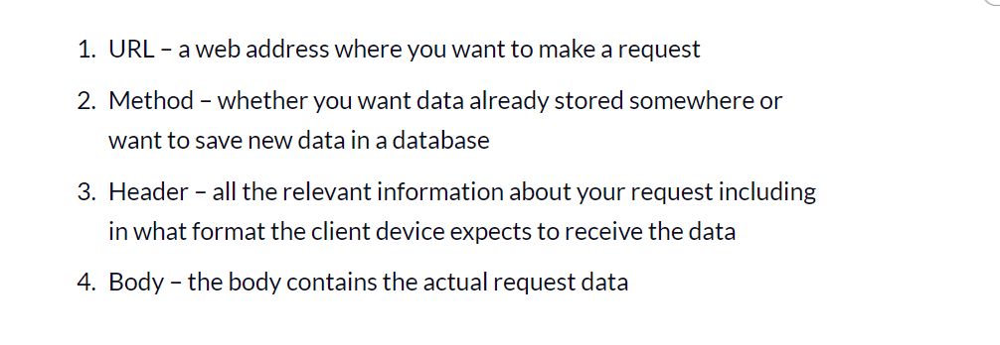 1. URL – a web address where you want to make a request
2. Method – whether you want data already stored somewhere or
want to save new data in a database
3. Header – all the relevant information about your request including
in what format the client device expects to receive the data
4. Body – the body contains the actual request data